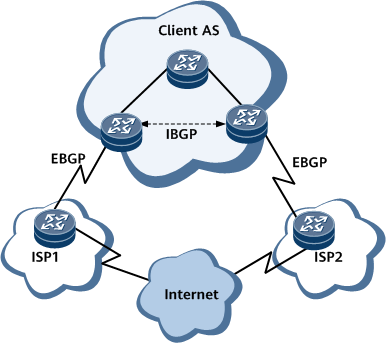 Client AS
IBGP
EBGP
EBGP
ISP1
ISP2
Internet